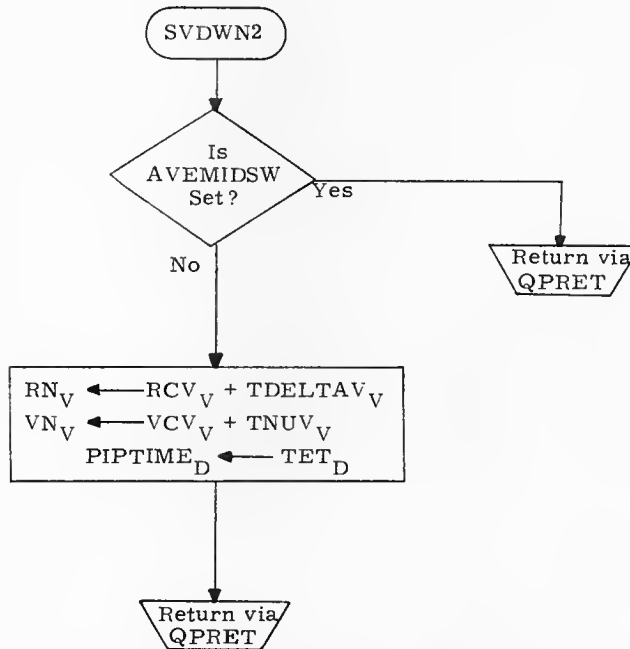 SVDWN2
Is
AVEMIDSW
Set?
Yes
No
Return via
QPRET
RN_V ← RCV_V + TDELTAV_V
VN_V ← VCV_V + TNUV_V
PIPTIME_D ← TET_D
Return via
QPRET